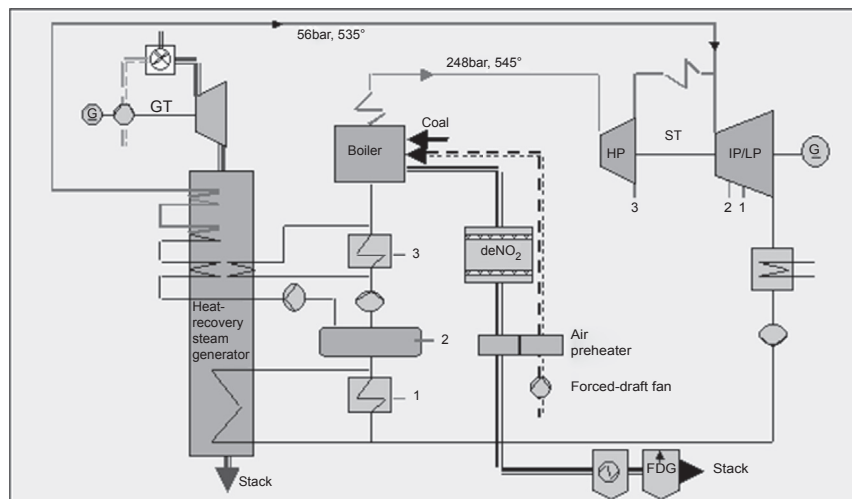 56bar, 535°
248bar, 545°
GT
G
Coal
Boiler
HP
ST
IP/LP
G
3
2 1
3
deNO2
Heat-
recovery
steam
generator
2
Air
preheater
1
Forced-draft fan
Stack
FDG
Stack